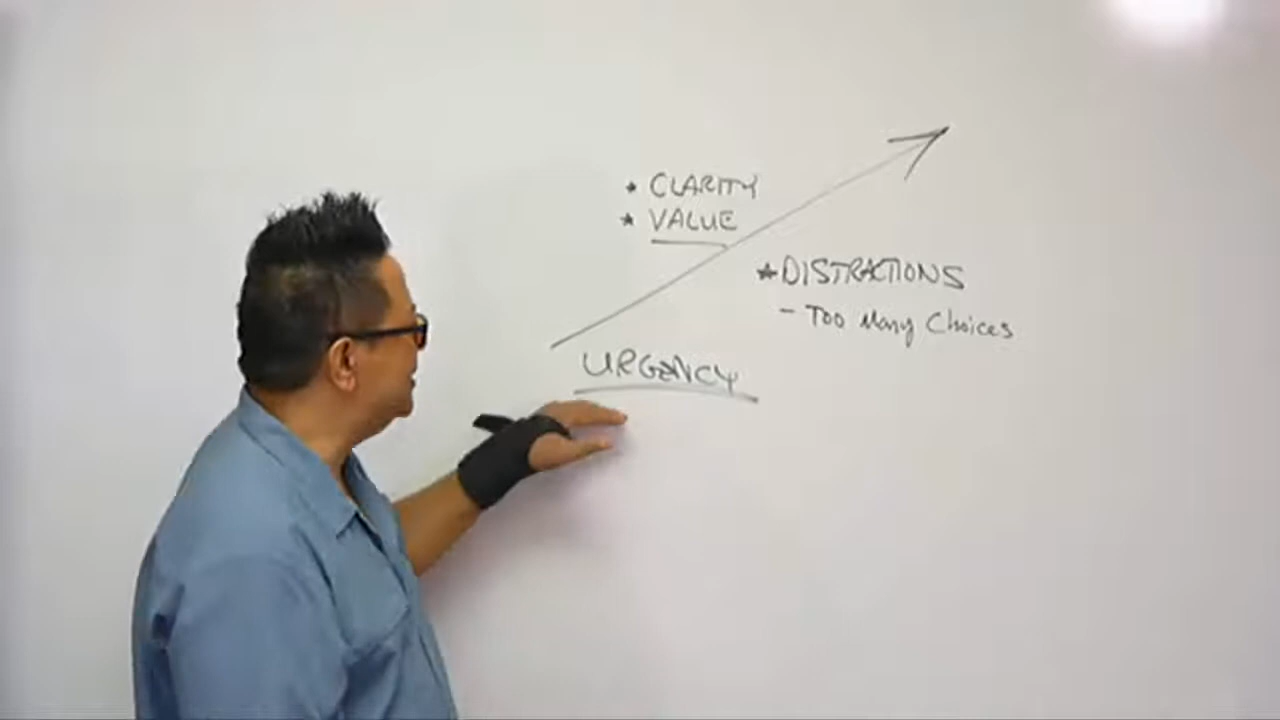 * CLARITY
* VALUE
* DISTRACTIONS
- Too Many Choices
URGENCY